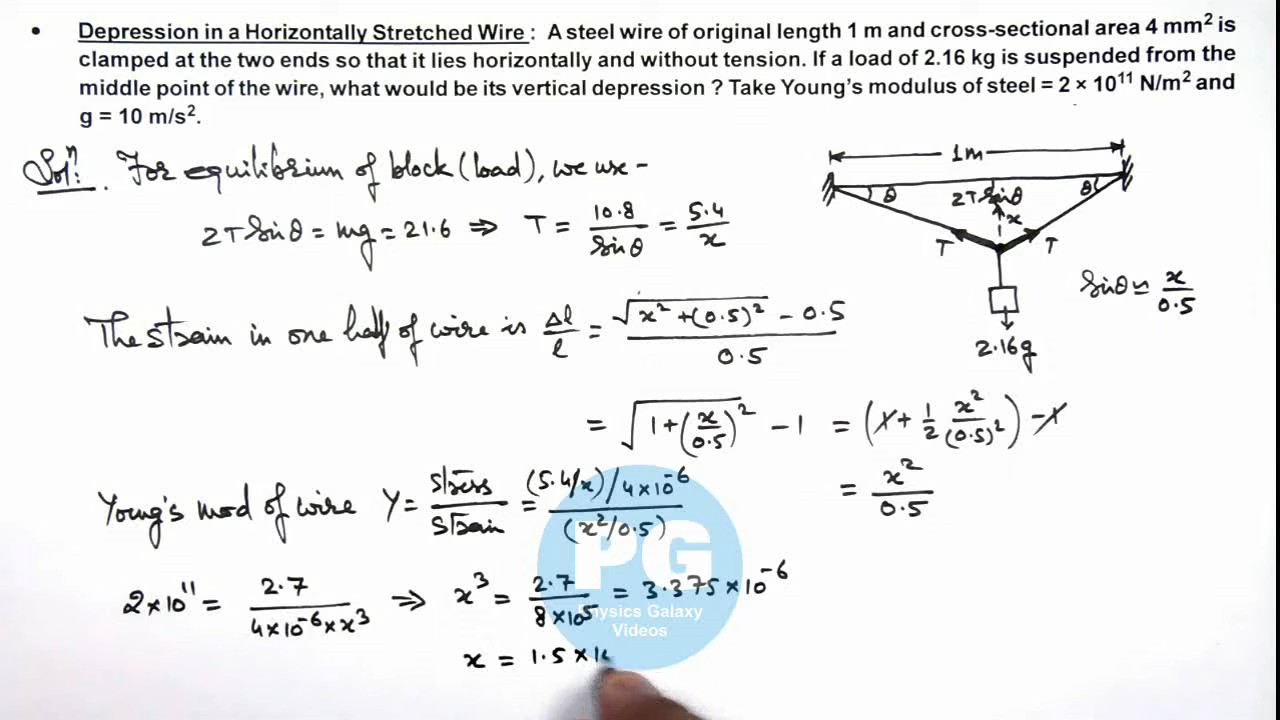 • Depression in a Horizontally Stretched Wire : A steel wire of original length 1 m and cross-sectional area 4 mm² is
clamped at the two ends so that it lies horizontally and without tension. If a load of 2.16 kg is suspended from the
middle point of the wire, what would be its vertical depression ? Take Young's modulus of steel = 2 × 10¹¹ N/m² and
g = 10 m/s².
Solⁿ. For equilibrium of block (load), we use -
2T Sinθ = mg = 21.6 ⇒ T = 10.8/Sinθ = 5.4/x
1m
θ θ
2T Sinθ
x
T T
Sinθ ≃ x/0.5
2.16g
The strain in one half of wire is Δl/l = (√(x² + (0.5)²) - 0.5)/0.5
= √(1 + (x/0.5)²) - 1 = (1 + 1/2 x²/(0.5)²) - 1
= x²/0.5
Young's mod of wire Y = Stress/Strain = ((5.4/x)/4×10⁻⁶)/(x²/0.5)
2×10¹¹ = 2.7/(4×10⁻⁶×x³) ⇒ x³ = 2.7/(8×10⁵) = 3.375×10⁻⁶
x = 1.5×1
PG
Physics Galaxy
Videos